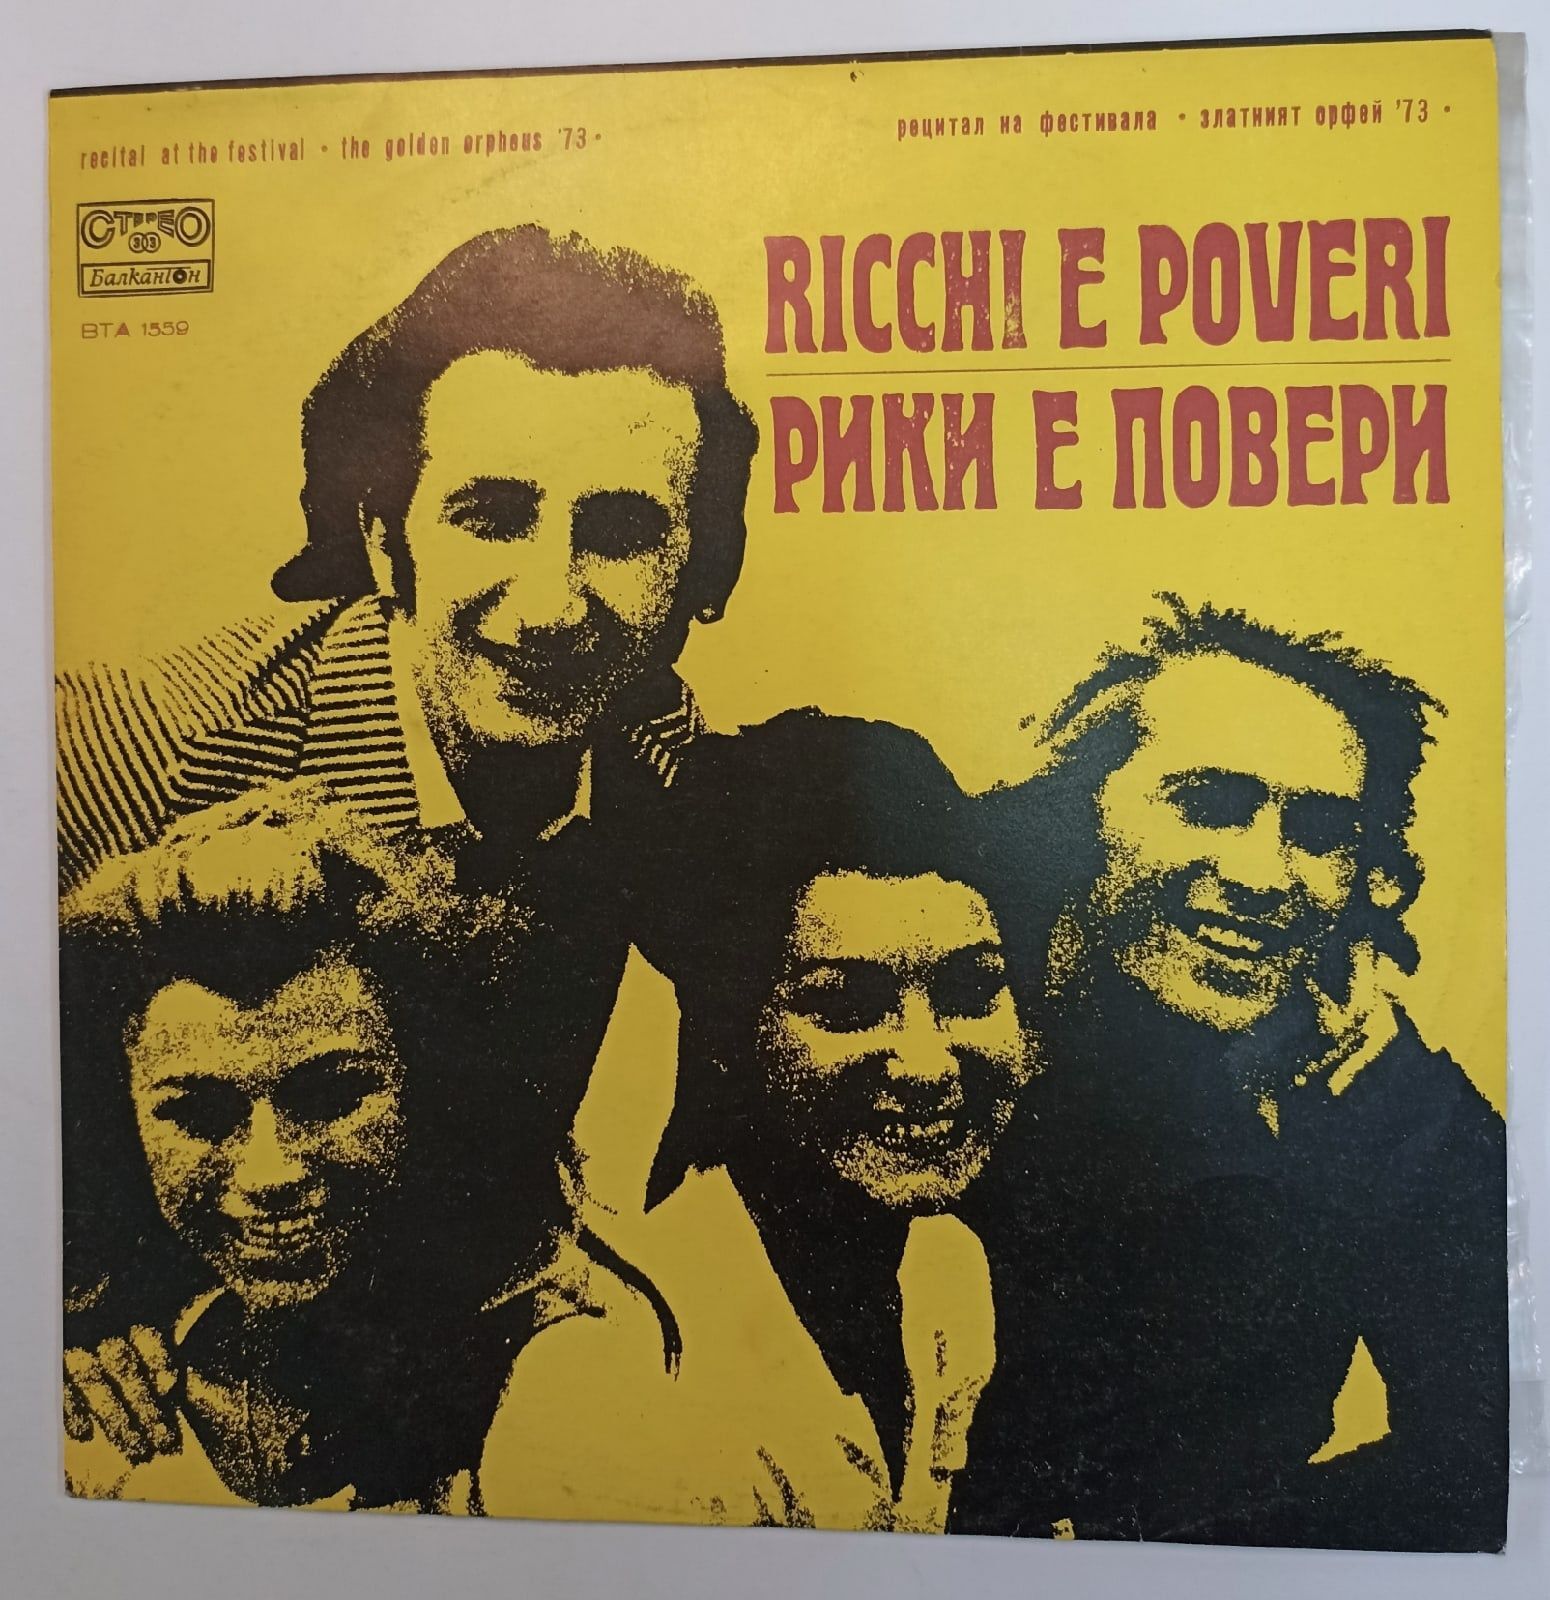 recital at the festival • the golden orpheus '73 •
рецитал на фестивала • златният орфей '73 •
СТЕРЕО
33
Балкантон
ВТА 1559
RICCHI E POVERI
РИКИ Е ПОВЕРИ